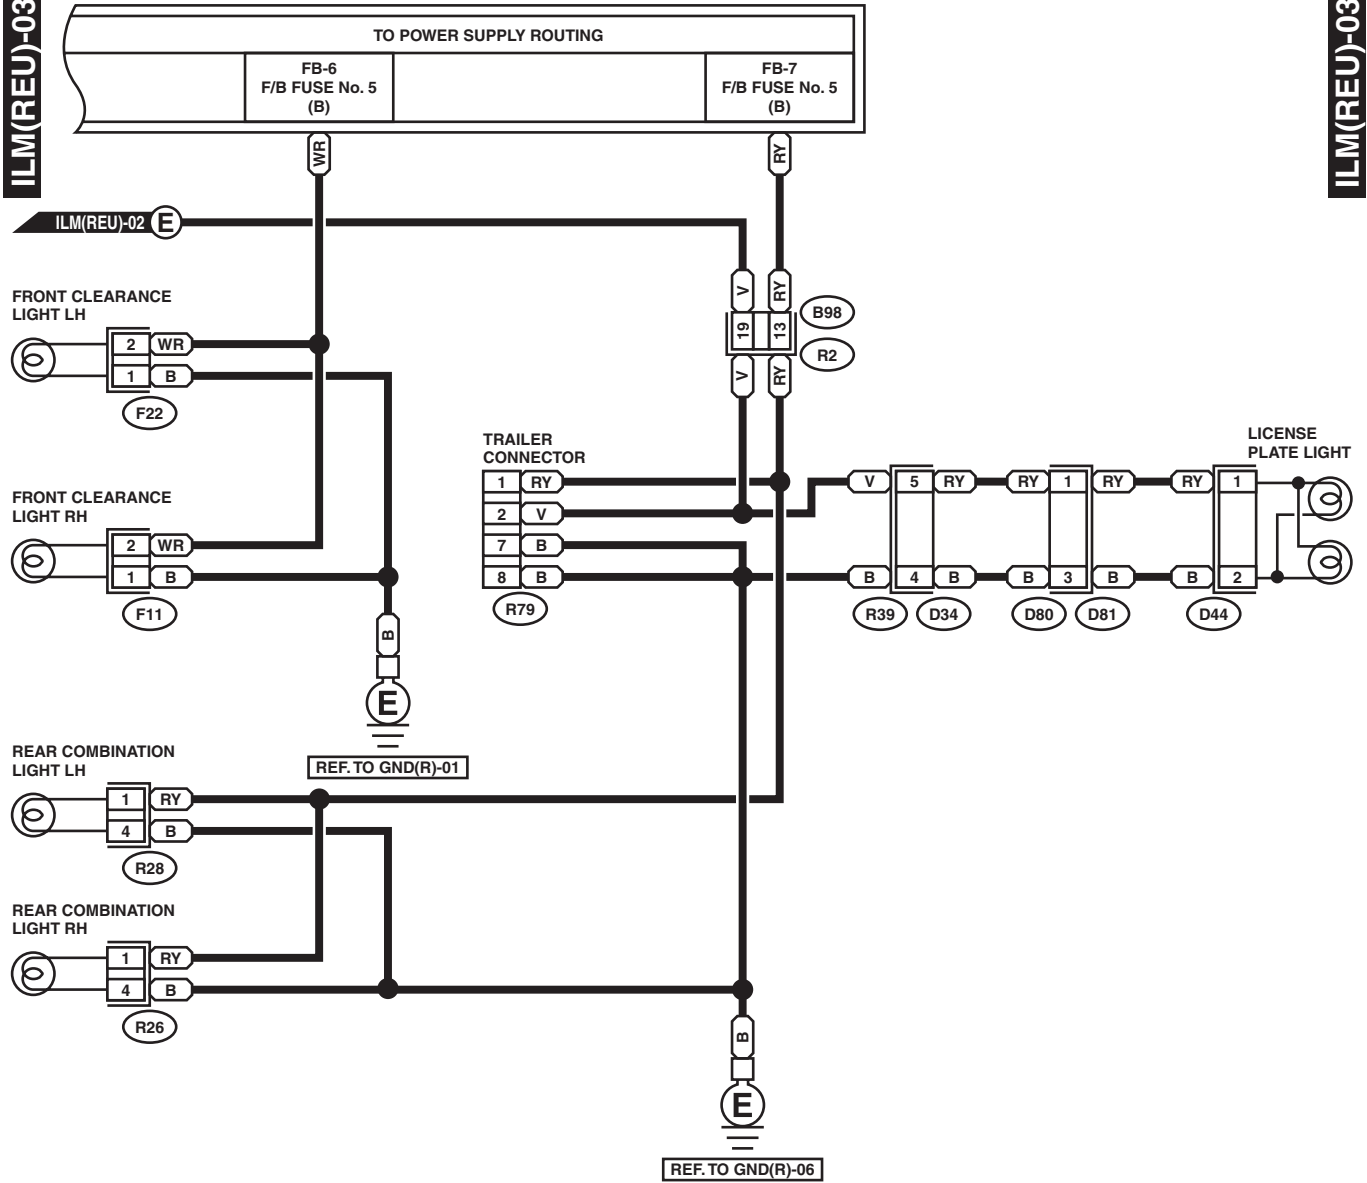 ILM(REU)-03
ILM(REU)-03
TO POWER SUPPLY ROUTING
FB-6
F/B FUSE No. 5
(B)
FB-7
F/B FUSE No. 5
(B)
WR
RY
ILM(REU)-02 E
V RY
19 13
B98
R2
V RY
FRONT CLEARANCE
LIGHT LH
2 WR
1 B
F22
FRONT CLEARANCE
LIGHT RH
2 WR
1 B
F11
B
E
REF. TO GND(R)-01
TRAILER
CONNECTOR
1 RY
2 V
7 B
8 B
R79
LICENSE
PLATE LIGHT
V 5 RY RY 1 RY RY 1
B 4 B B 3 B B 2
R39 D34 D80 D81 D44
REAR COMBINATION
LIGHT LH
1 RY
4 B
R28
REAR COMBINATION
LIGHT RH
1 RY
4 B
R26
B
E
REF. TO GND(R)-06